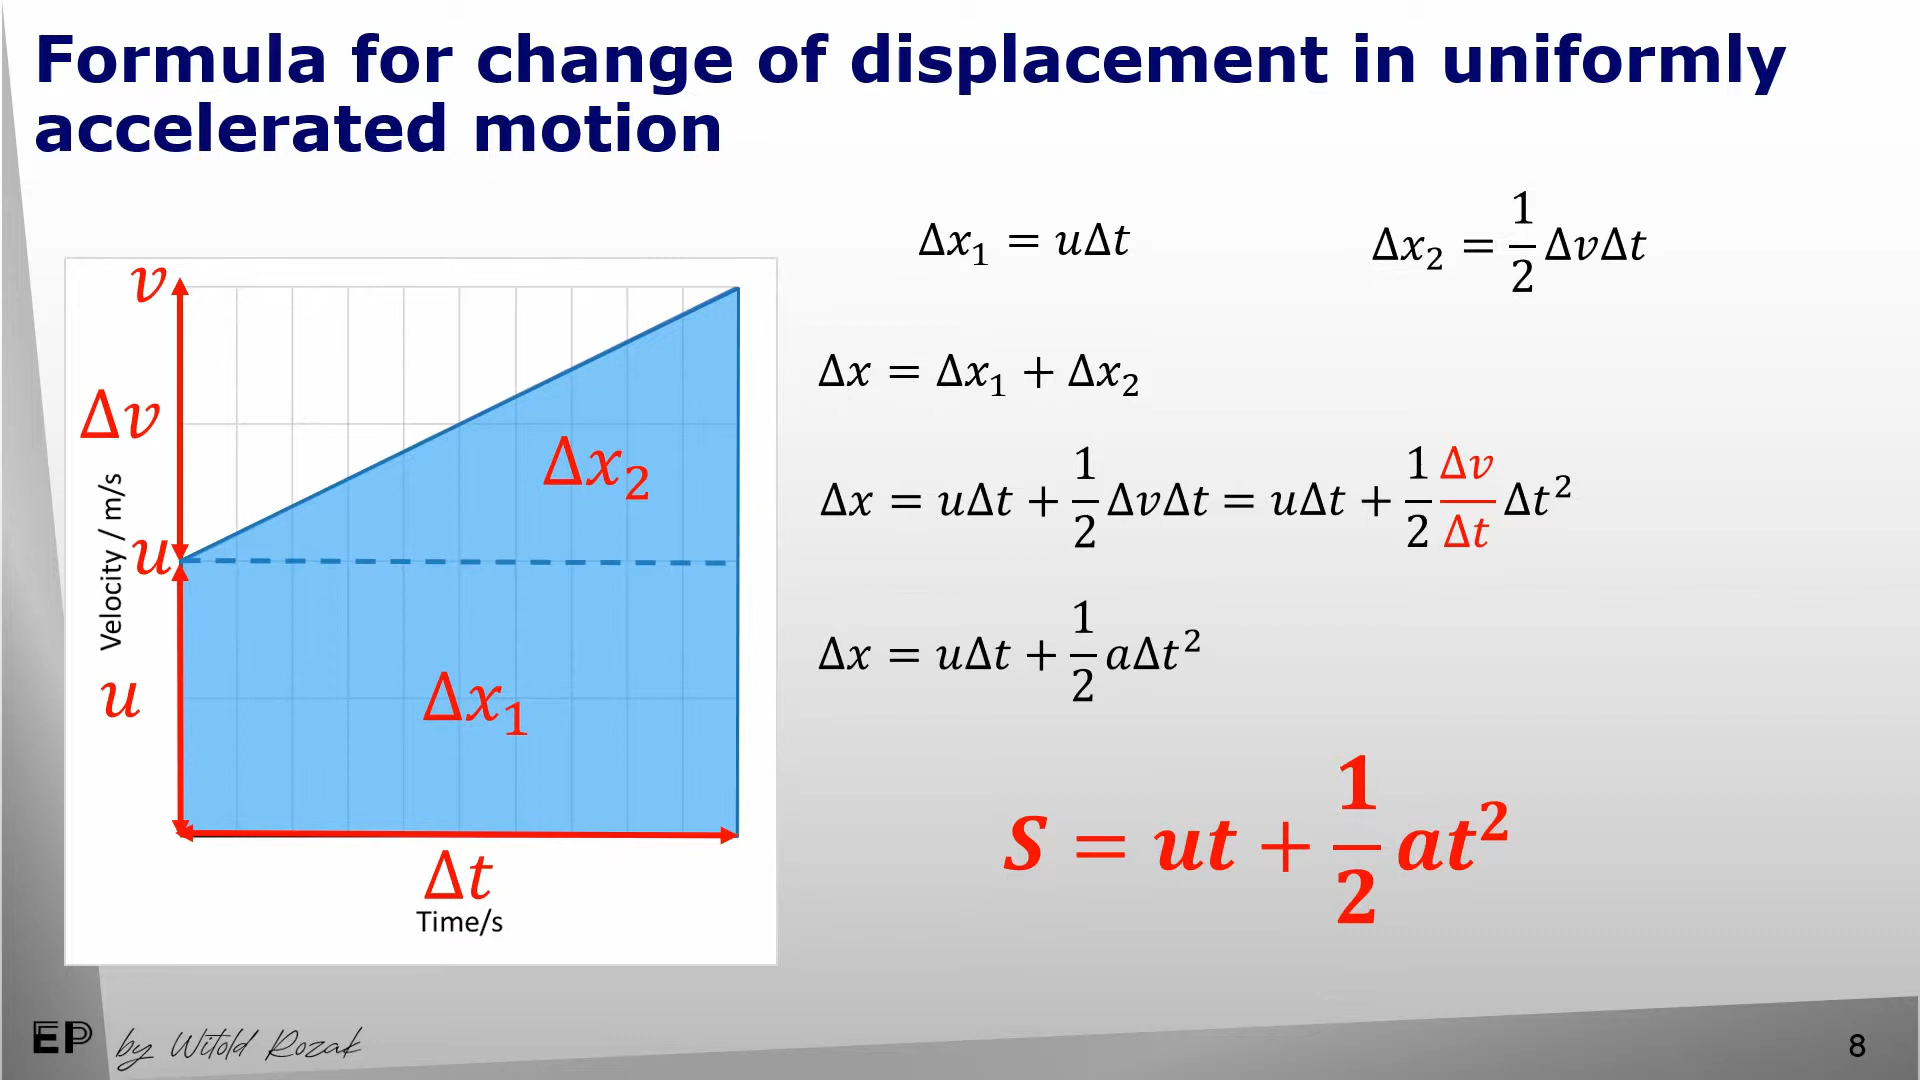 Formula for change of displacement in uniformly
accelerated motion
v
Δv
Velocity / m/s
u
u
Δx₂
Δx₁
Δt
Time/s
Δx₁ = uΔt
Δx₂ = 1/2 ΔvΔt
Δx = Δx₁ + Δx₂
Δx = uΔt + 1/2 ΔvΔt = uΔt + 1/2 Δv/Δt Δt²
Δx = uΔt + 1/2 aΔt²
S = ut + 1/2 at²
EP by Witold Rozak
8